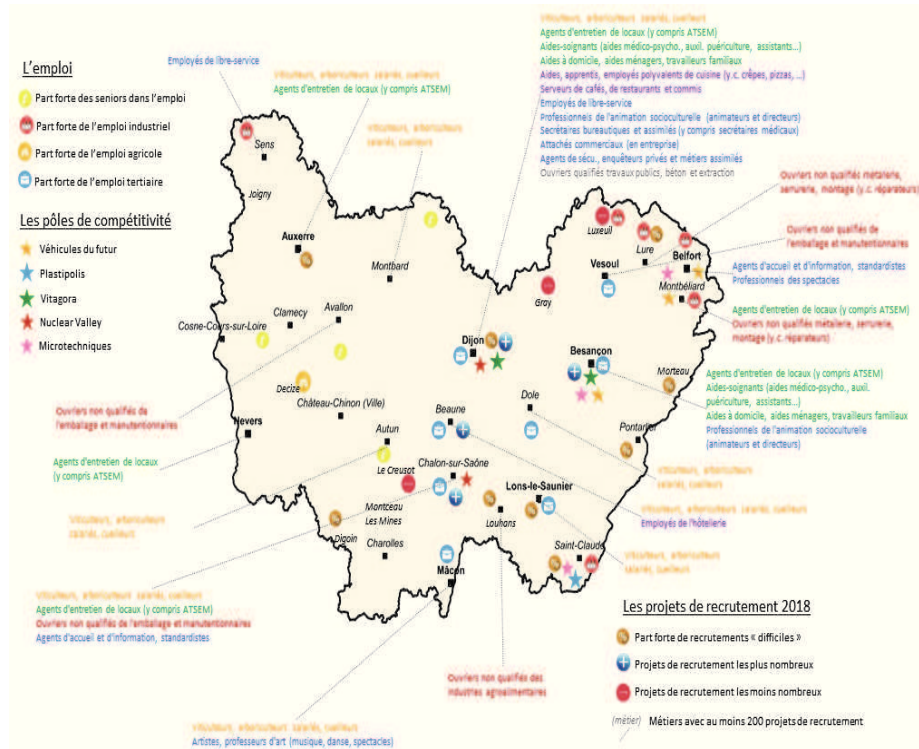 Viticulteurs, arboriculteurs salariés, cueilleurs
Agents d'entretien de locaux (y compris ATSEM)
Aides-soignants (aides médico-psycho., auxil. puériculture, assistants...)
Aides à domicile, aides ménagers, travailleurs familiaux
Aides, apprentis, employés polyvalents de cuisine (y.c. crêpes, pizzas, ...)
Serveurs de cafés, de restaurants et commis
Employés de libre-service
Professionnels de l'animation socioculturelle (animateurs et directeurs)
Secrétaires bureautiques et assimilés (y compris secrétaires médicaux)
Attachés commerciaux (en entreprise)
Agents de sécu., enquêteurs privés et métiers assimilés
Ouvriers qualifiés travaux publics, béton et extraction
L'emploi
Part forte des seniors dans l'emploi
Part forte de l'emploi industriel
Part forte de l'emploi agricole
Part forte de l'emploi tertiaire
Les pôles de compétitivité
Véhicules du futur
Plastipolis
Vitagora
Nuclear Valley
Microtechniques
Employés de libre-service
Viticulteurs, arboriculteurs salariés, cueilleurs
Agents d'entretien de locaux (y compris ATSEM)
Viticulteurs, arboriculteurs
salariés, cueilleurs
Ouvriers non qualifiés métallerie,
serrurerie, montage (y.c. réparateurs)
Ouvriers non qualifiés de
l'emballage et manutentionnaires
Agents d'accueil et d'information, standardistes
Professionnels des spectacles
Agents d'entretien de locaux (y compris ATSEM)
Ouvriers non qualifiés métallerie, serrurerie,
montage (y.c. réparateurs)
Agents d'entretien de locaux (y compris ATSEM)
Aides-soignants (aides médico-psycho., auxil.
puériculture, assistants...)
Aides à domicile, aides ménagers, travailleurs familiaux
Professionnels de l'animation socioculturelle
(animateurs et directeurs)
Sens
Joigny
Auxerre
Montbard
Luxeuil
Lure
Vesoul
Belfort
Montbéliard
Gray
Clamecy
Avallon
Cosne-Cours-sur-Loire
Dijon
Besançon
Morteau
Decize
Château-Chinon (Ville)
Beaune
Dole
Nevers
Autun
Pontarlier
Le Creusot
Chalon-sur-Saône
Lons-le-Saunier
Montceau
Les Mines
Louhans
Digoin
Charolles
Saint-Claude
Mâcon
Ouvriers non qualifiés de
l'emballage et manutentionnaires
Agents d'entretien de locaux
(y compris ATSEM)
Viticulteurs, arboriculteurs
salariés, cueilleurs
Viticulteurs, arboriculteurs
salariés, cueilleurs
Viticulteurs, arboriculteurs salariés, cueilleurs
Employés de l'hôtellerie
Viticulteurs, arboriculteurs
salariés, cueilleurs
Viticulteurs, arboriculteurs salariés, cueilleurs
Agents d'entretien de locaux (y compris ATSEM)
Ouvriers non qualifiés de l'emballage et manutentionnaires
Agents d'accueil et d'information, standardistes
Ouvriers non qualifiés des
industries agroalimentaires
Viticulteurs, arboriculteurs salariés, cueilleurs
Artistes, professeurs d'art (musique, danse, spectacles)
Les projets de recrutement 2018
Part forte de recrutements « difficiles »
Projets de recrutement les plus nombreux
Projets de recrutement les moins nombreux
(métier) Métiers avec au moins 200 projets de recrutement